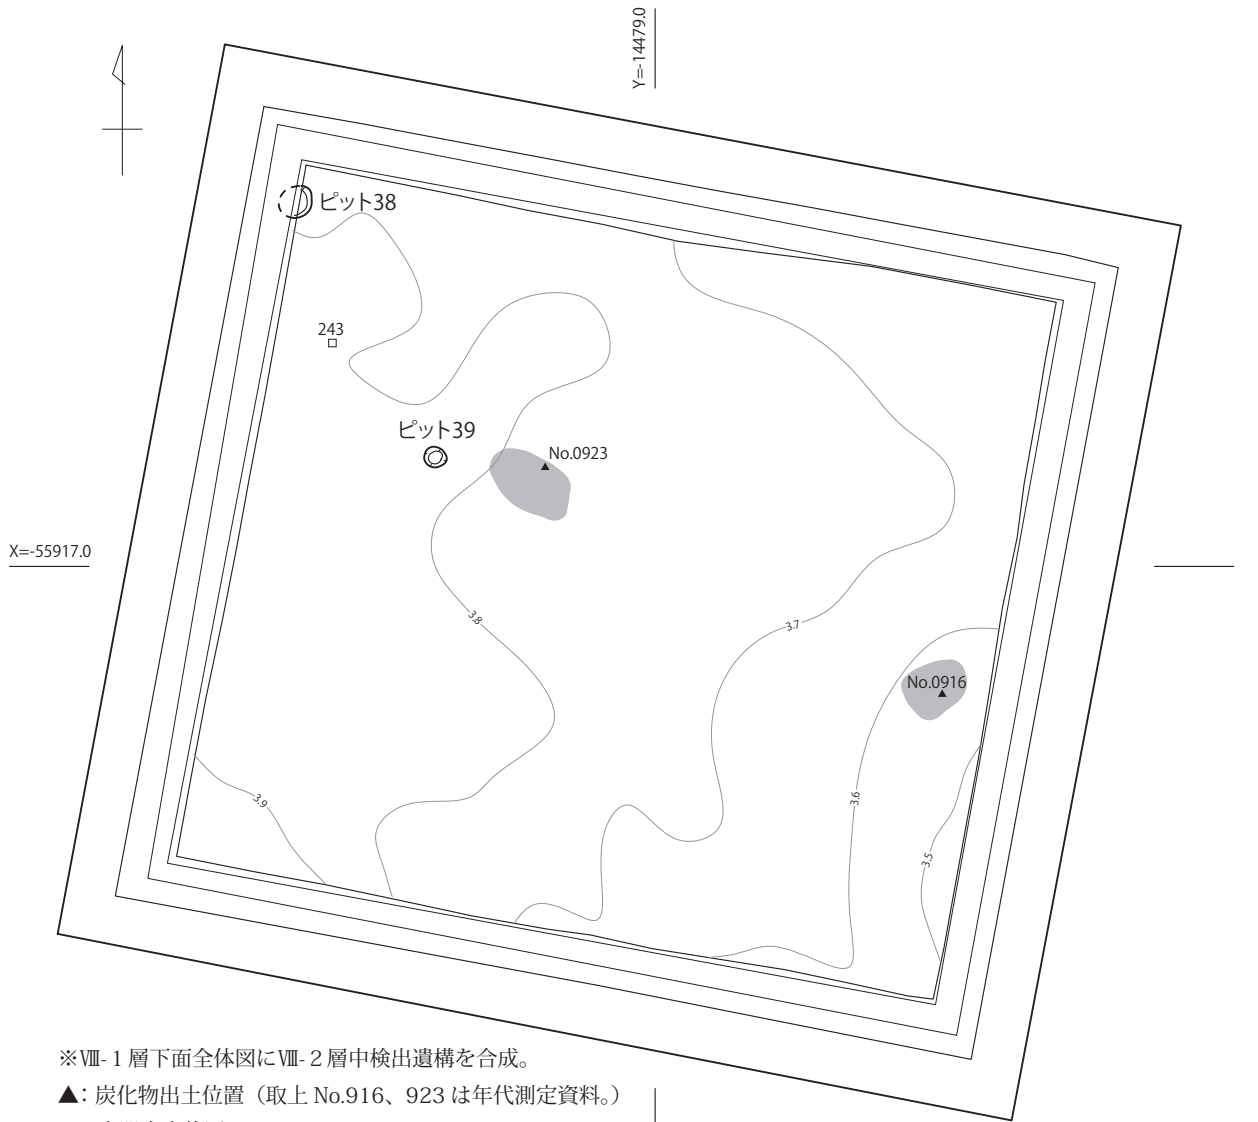 Y=-14479.0
ピット38
243
ピット39
No.0923
X=-55917.0
3.8
3.7
No.0916
3.9
3.6
3.5
※Ⅷ-1層下面全体図にⅧ-2層中検出遺構を合成。
▲：炭化物出土位置（取上 No.916、923 は年代測定資料。）